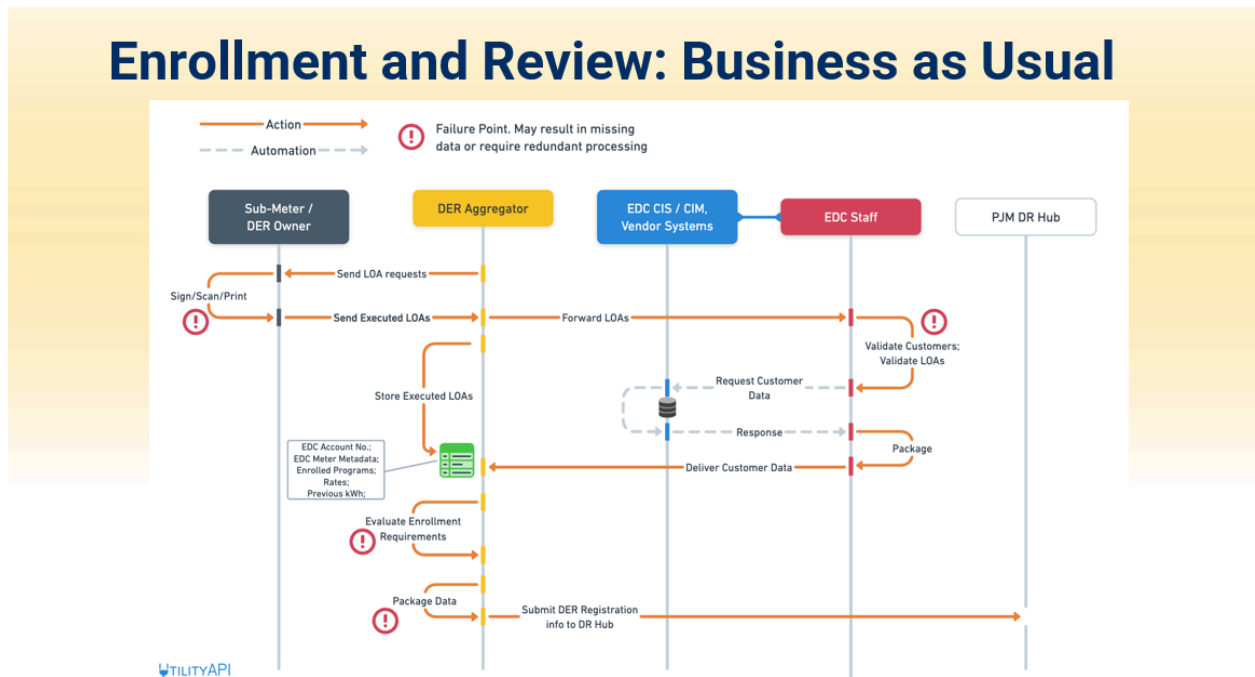 Enrollment and Review: Business as Usual
Action
Automation
Failure Point. May result in missing
data or require redundant processing
Sub-Meter /
DER Owner
DER Aggregator
EDC CIS / CIM,
Vendor Systems
EDC Staff
PJM DR Hub
Send LOA requests
Sign/Scan/Print
Send Executed LOAs
Forward LOAs
Validate Customers;
Validate LOAs
Request Customer
Data
Store Executed LOAs
Response
Package
EDC Account No.;
EDC Meter Metadata;
Enrolled Programs;
Rates;
Previous kWh;
Deliver Customer Data
Evaluate Enrollment
Requirements
Package Data
Submit DER Registration
info to DR Hub
UTILITYAPI